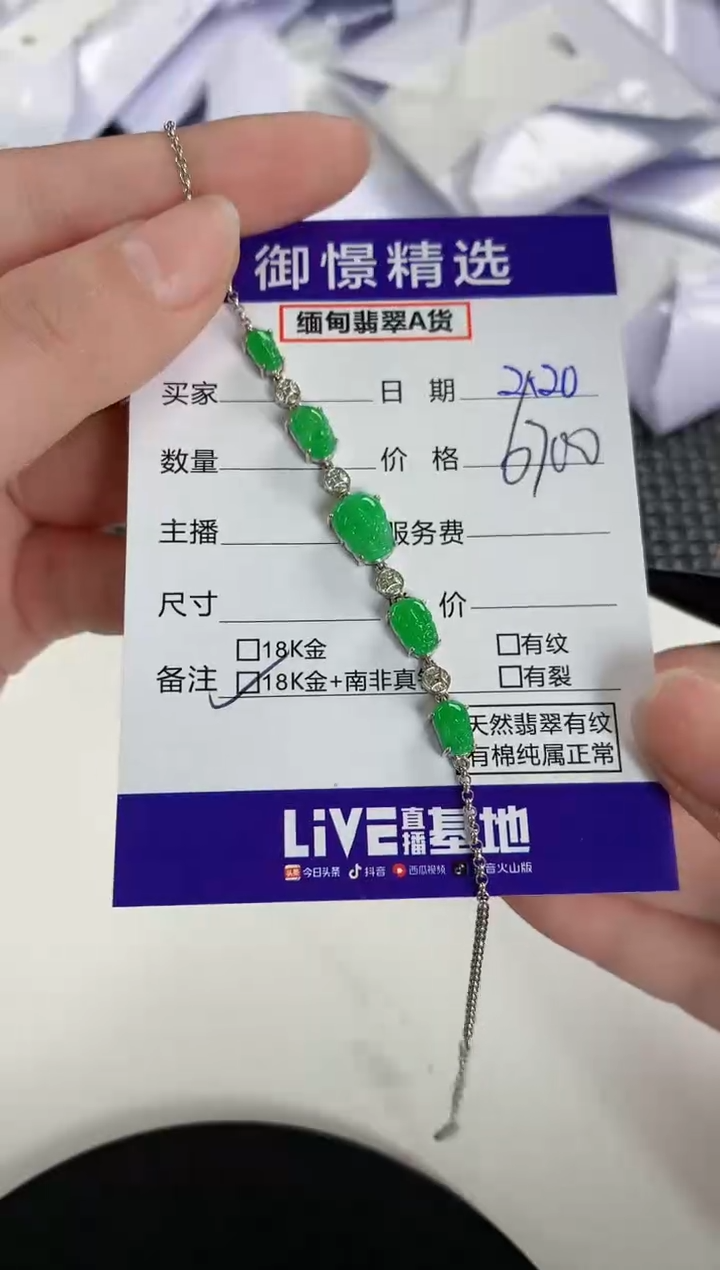 御憬精选
缅甸翡翠A货
买家 日期 2.20
数量 价格 6700
主播 服务费
尺寸 价
□18K金 □有纹
备注 □18K金+南非真 □有裂
天然翡翠有纹
有棉纯属正常
LiVE直播基地
头条 今日头条 抖音 西瓜视频 音火山版